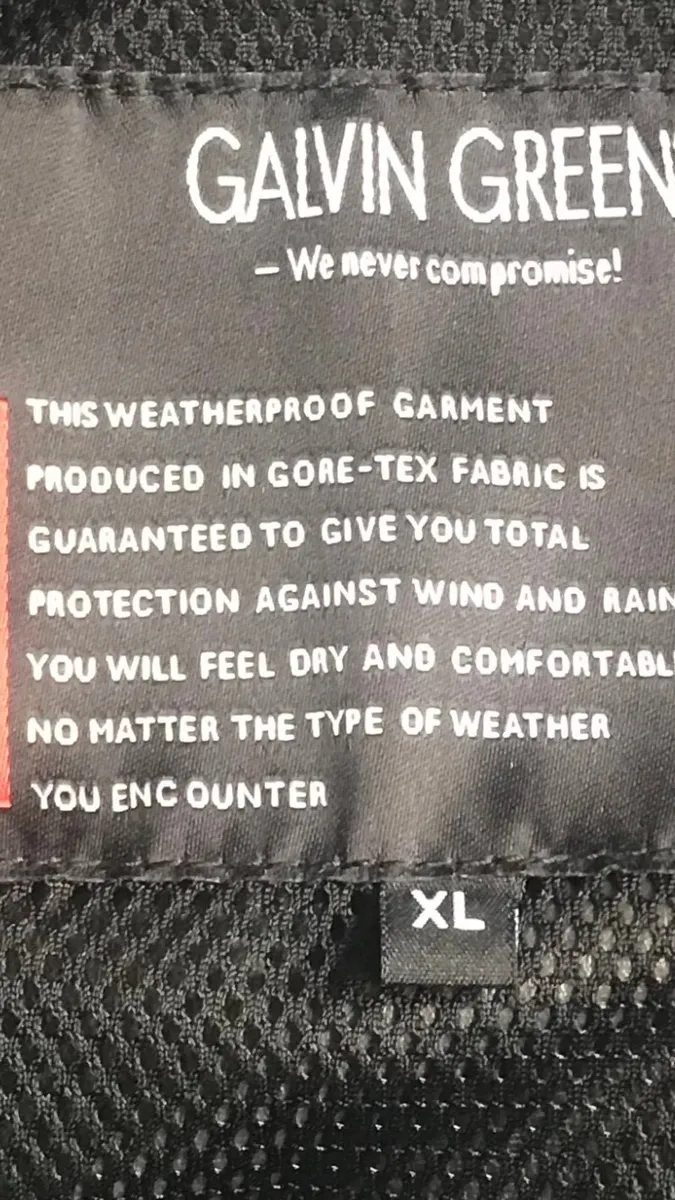 GALVIN GREEN
– We never compromise!
THIS WEATHERPROOF GARMENT
PRODUCED IN GORE-TEX FABRIC IS
GUARANTEED TO GIVE YOU TOTAL
PROTECTION AGAINST WIND AND RAIN
YOU WILL FEEL DRY AND COMFORTABL
NO MATTER THE TYPE OF WEATHER
YOU ENCOUNTER
XL